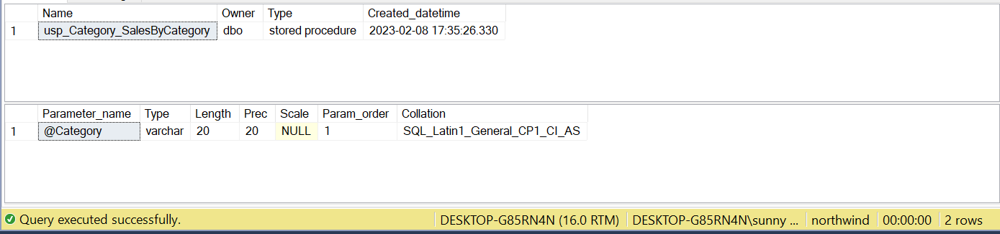 Name Owner Type Created_datetime
1 usp_Category_SalesByCategory dbo stored procedure 2023-02-08 17:35:26.330
Parameter_name Type Length Prec Scale Param_order Collation
1 @Category varchar 20 20 NULL 1 SQL_Latin1_General_CP1_CI_AS
Query executed successfully. DESKTOP-G85RN4N (16.0 RTM) DESKTOP-G85RN4N\sunny ... northwind 00:00:00 2 rows